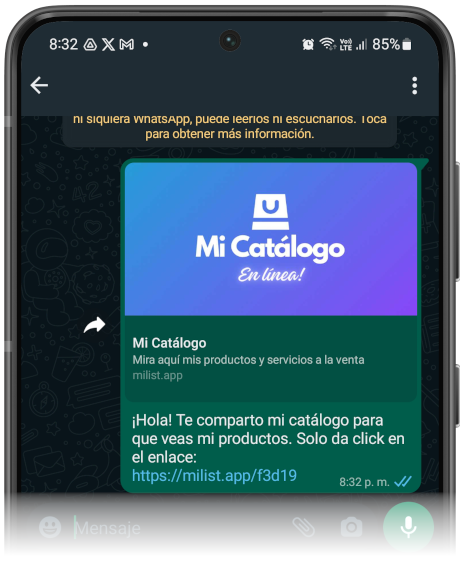 8:32
Vo))
LTE
85%
ni siquiera WhatsApp, puede leerlos ni escucharlos. Toca
para obtener más información.
Mi Catálogo
En línea!
Mi Catálogo
Mira aquí mis productos y servicios a la venta
milist.app
¡Hola! Te comparto mi catálogo para
que veas mi productos. Solo da click en
el enlace:
https://milist.app/f3d19
8:32 p. m.
Mensaje